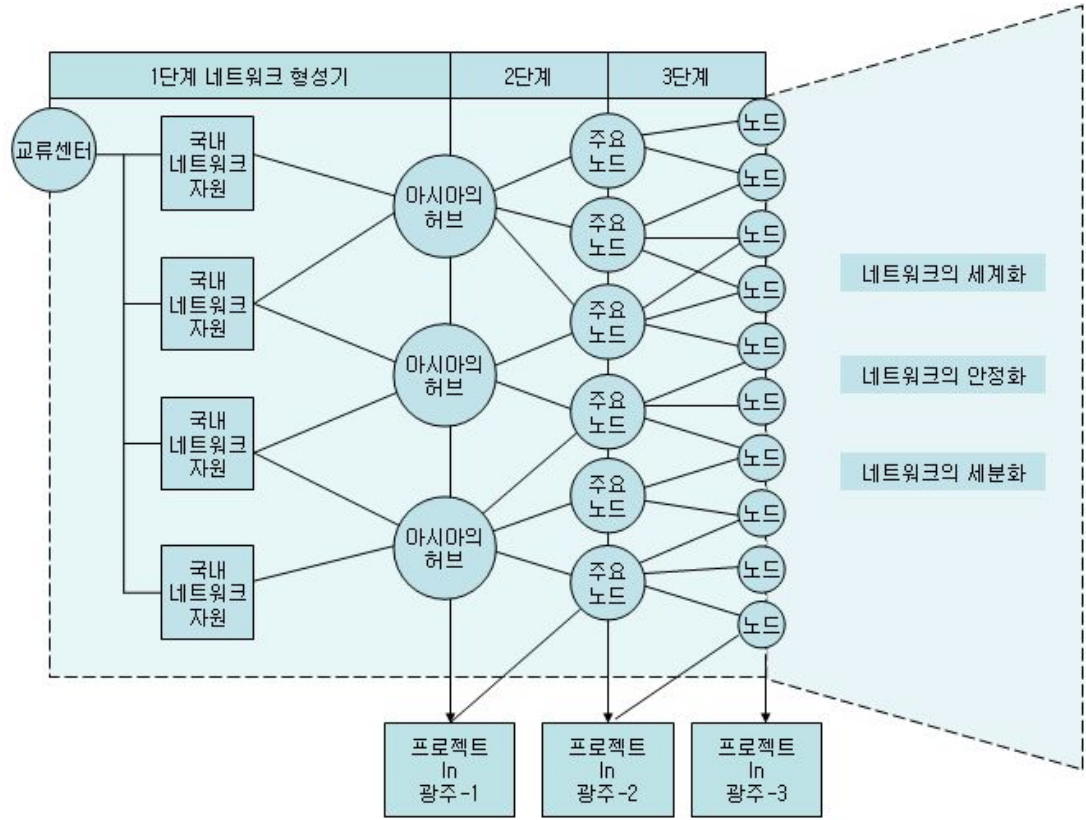 1단계 네트워크 형성기
2단계
3단계
교류센터
국내
네트워크
자원
국내
네트워크
자원
국내
네트워크
자원
국내
네트워크
자원
아시아의
허브
아시아의
허브
아시아의
허브
주요
노드
주요
노드
주요
노드
주요
노드
주요
노드
주요
노드
노드
노드
노드
노드
노드
노드
노드
노드
노드
노드
네트워크의 세계화
네트워크의 안정화
네트워크의 세분화
프로젝트
In
광주-1
프로젝트
In
광주-2
프로젝트
In
광주-3